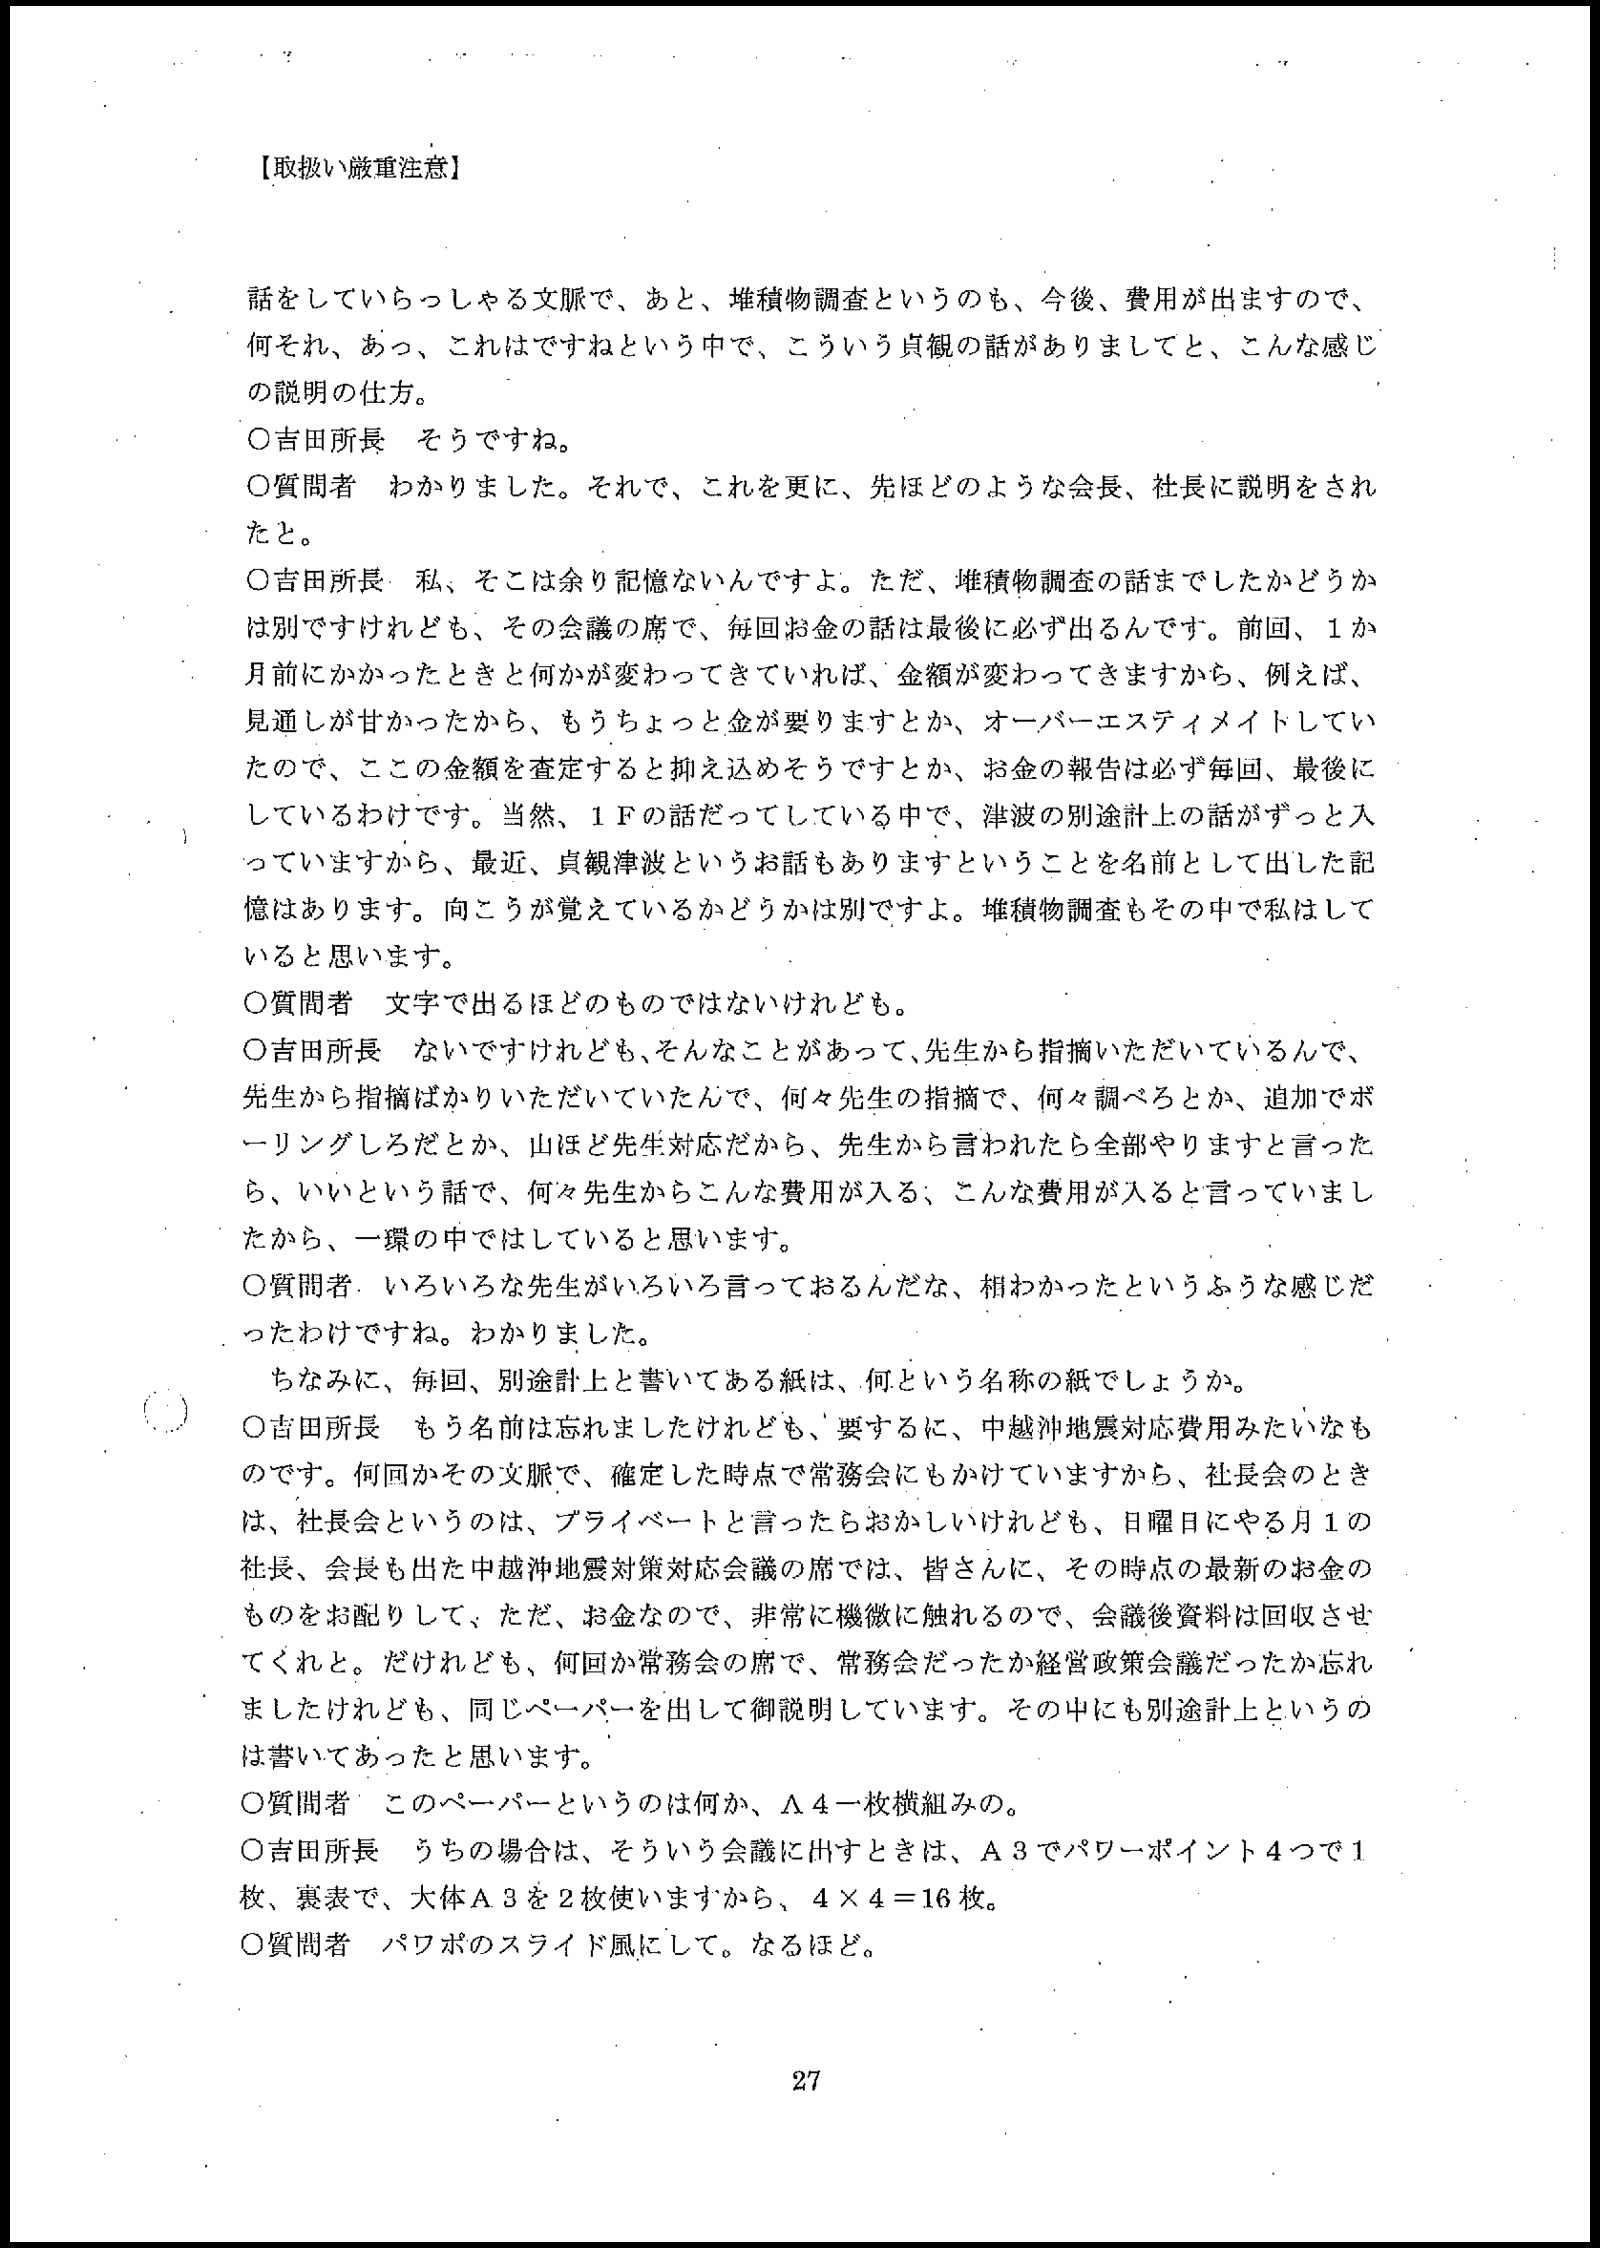 【取扱い厳重注意】
話をしていらっしゃる文脈で、あと、堆積物調査というのも、今後、費用が出ますので、
何それ、あっ、これはですねという中で、こういう貞観の話がありましてと、こんな感じ
の説明の仕方。
〇吉田所長　そうですね。
〇質問者　わかりました。それで、これを更に、先ほどのような会長、社長に説明をされ
たと。
〇吉田所長　私、そこは余り記憶ないんですよ。ただ、堆積物調査の話までしたかどうか
は別ですけれども、その会議の席で、毎回お金の話は最後に必ず出るんです。前回、１か
月前にかかったときと何かが変わってきていれば、金額が変わってきますから、例えば、
見通しが甘かったから、もうちょっと金が要りますとか、オーバーエスティメイトしてい
たので、ここの金額を査定すると抑え込めそうですとか、お金の報告は必ず毎回、最後に
しているわけです。当然、１Ｆの話だってしている中で、津波の別途計上の話がずっと入
っていますから、最近、貞観津波というお話もありますということを名前として出した記
憶はあります。向こうが覚えているかどうかは別ですよ。堆積物調査もその中で私はして
いると思います。
〇質問者　文字で出るほどのものではないけれども。
〇吉田所長　ないですけれども、そんなことがあって、先生から指摘いただいているんで、
先生から指摘ばかりいただいていたんで、何々先生の指摘で、何々調べろとか、追加でボ
ーリングしろだとか、山ほど先生対応だから、先生から言われたら全部やりますと言った
ら、いいという話で、何々先生からこんな費用が入る、こんな費用が入ると言っていまし
たから、一環の中ではしていると思います。
〇質問者　いろいろな先生がいろいろ言っておるんだな、相わかったというふうな感じだ
ったわけですね。わかりました。
　ちなみに、毎回、別途計上と書いてある紙は、何という名称の紙でしょうか。
〇吉田所長　もう名前は忘れましたけれども、要するに、中越沖地震対応費用みたいなも
のです。何回かその文脈で、確定した時点で常務会にもかけていますから、社長会のとき
は、社長会というのは、プライベートと言ったらおかしいけれども、日曜日にやる月１の
社長、会長も出た中越沖地震対策対応会議の席では、皆さんに、その時点の最新のお金の
ものをお配りして、ただ、お金なので、非常に機微に触れるので、会議後資料は回収させ
てくれと。だけれども、何回か常務会の席で、常務会だったか経営政策会議だったか忘れ
ましたけれども、同じペーパーを出して御説明しています。その中にも別途計上というの
は書いてあったと思います。
〇質問者　このペーパーというのは何か、Ａ４一枚横組みの。
〇吉田所長　うちの場合は、そういう会議に出すときは、Ａ３でパワーポイント４つで１
枚、裏表で、大体Ａ３を２枚使いますから、４×４＝16 枚。
〇質問者　パワポのスライド風にして。なるほど。
27